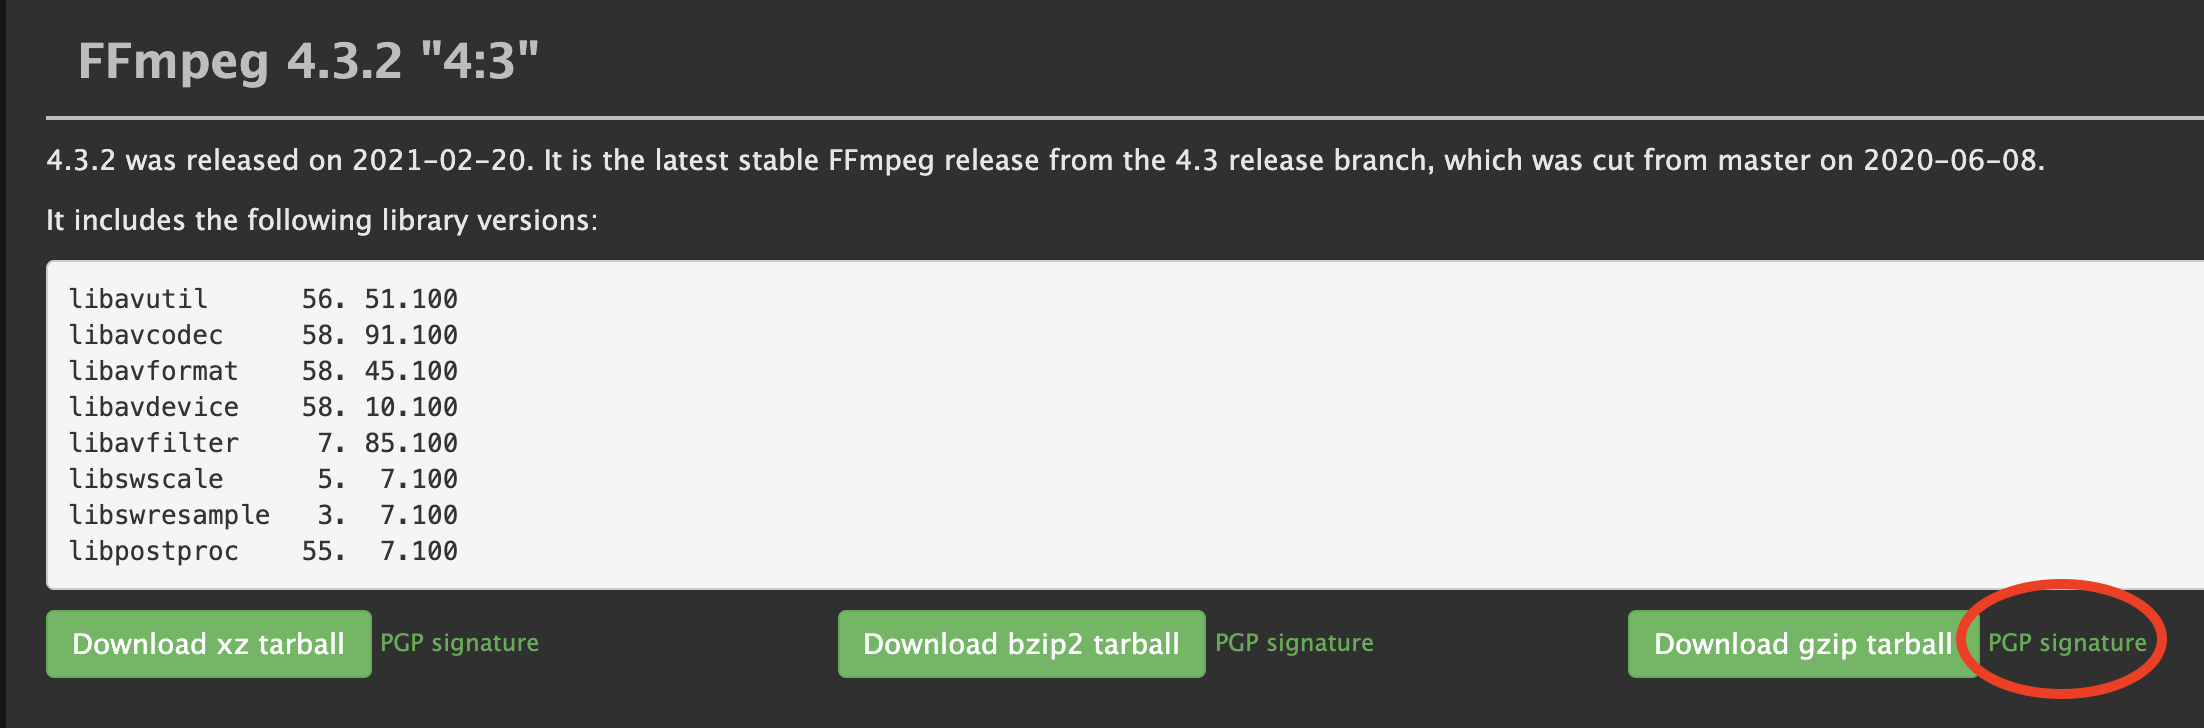 FFmpeg 4.3.2 "4:3"
4.3.2 was released on 2021-02-20. It is the latest stable FFmpeg release from the 4.3 release branch, which was cut from master on 2020-06-08.
It includes the following library versions:
libavutil      56. 51.100
libavcodec     58. 91.100
libavformat    58. 45.100
libavdevice    58. 10.100
libavfilter     7. 85.100
libswscale      5.  7.100
libswresample   3.  7.100
libpostproc    55.  7.100
Download xz tarball PGP signature Download bzip2 tarball PGP signature Download gzip tarball PGP signature